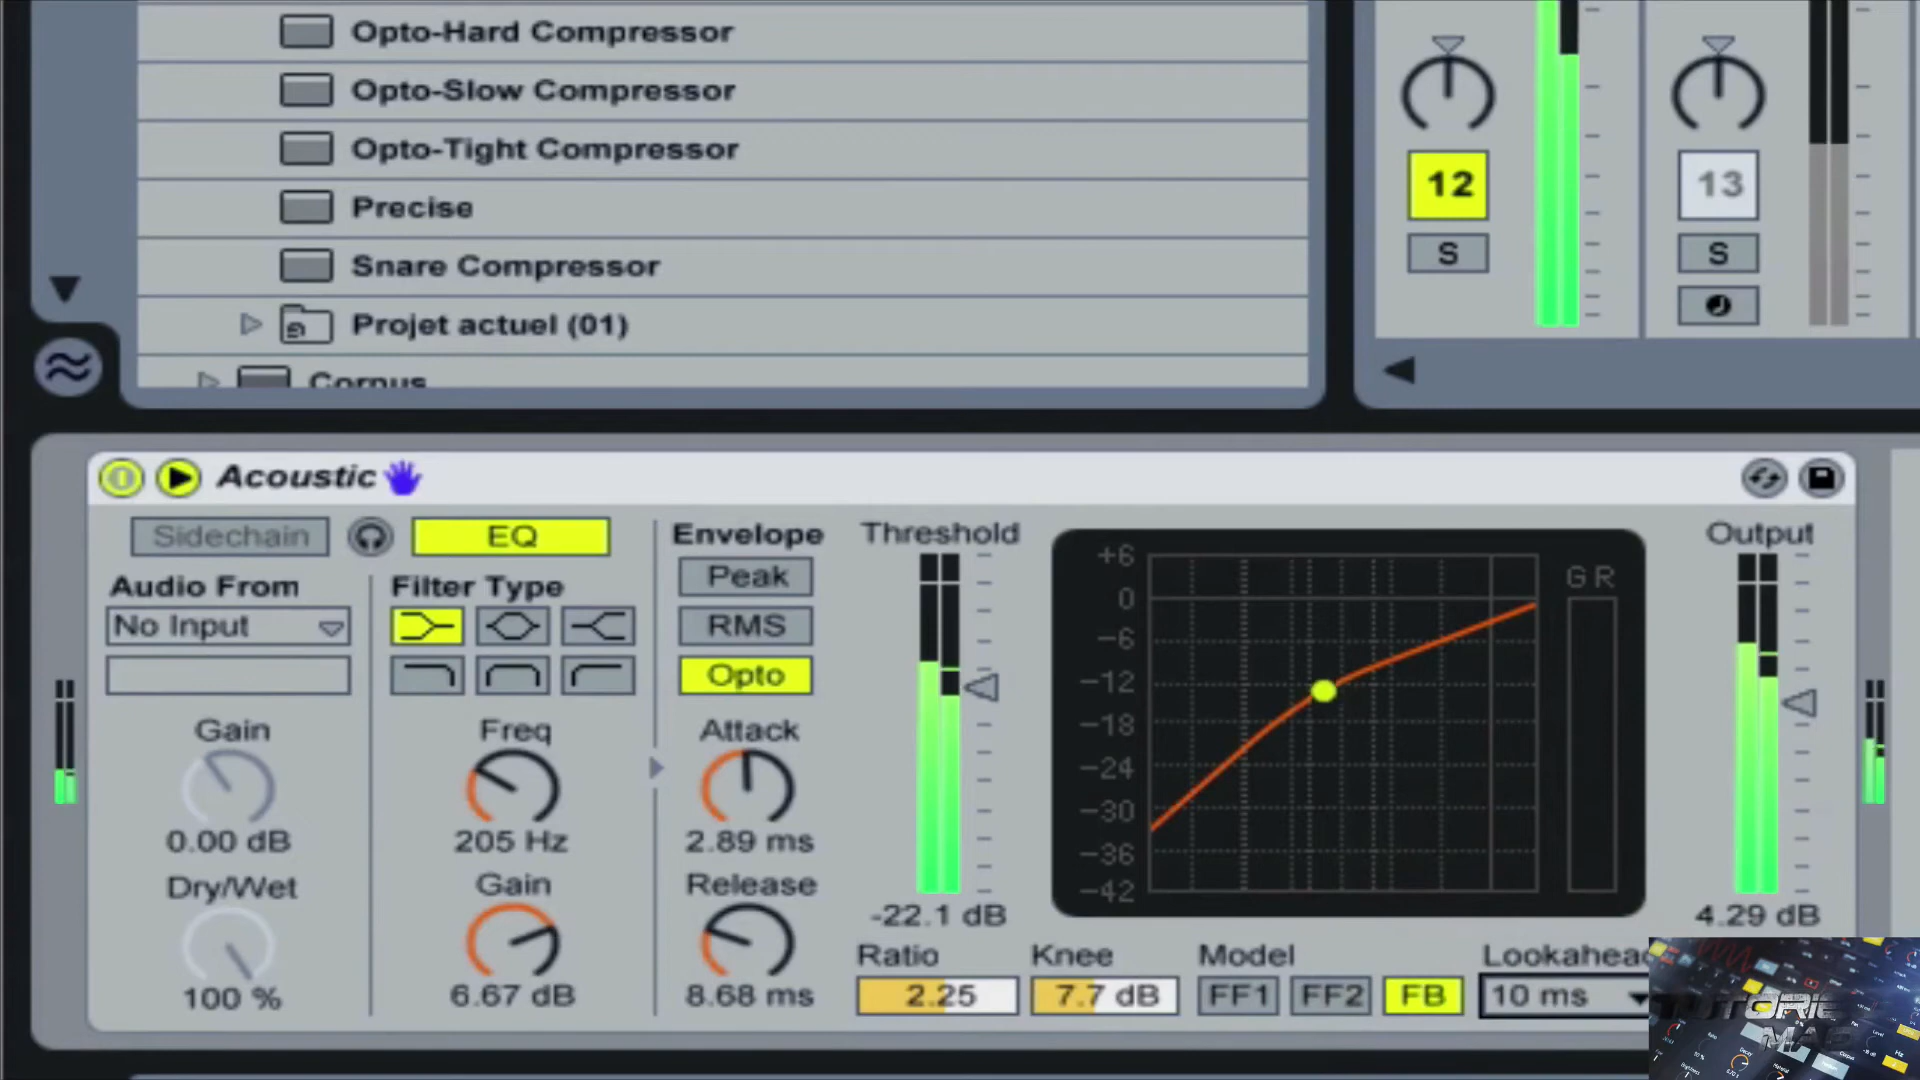 Opto-Hard Compressor
Opto-Slow Compressor
Opto-Tight Compressor
Precise
Snare Compressor
Projet actuel (01)
Corpus
12
13
S
S
Acoustic
Sidechain
EQ
Audio From
No Input
Filter Type
Gain
0.00 dB
Dry/Wet
100 %
Freq
205 Hz
Gain
6.67 dB
Envelope
Peak
RMS
Opto
Attack
2.89 ms
Release
8.68 ms
Threshold
-22.1 dB
+6
0
-6
-12
-18
-24
-30
-36
-42
GR
Output
4.29 dB
Ratio
2.25
Knee
7.7 dB
Model
FF1 FF2 FB
Lookahead
10 ms